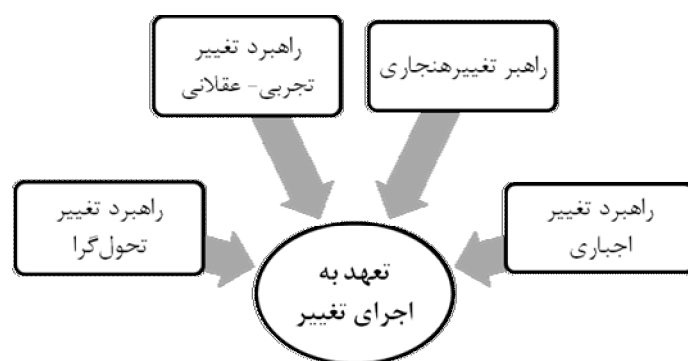 راهبر تغییرهنجاری
راهبرد تغییر
تجربی- عقلانی
راهبرد تغییر
اجباری
راهبرد تغییر
تحول‌گرا
تعهد به
اجرای تغییر